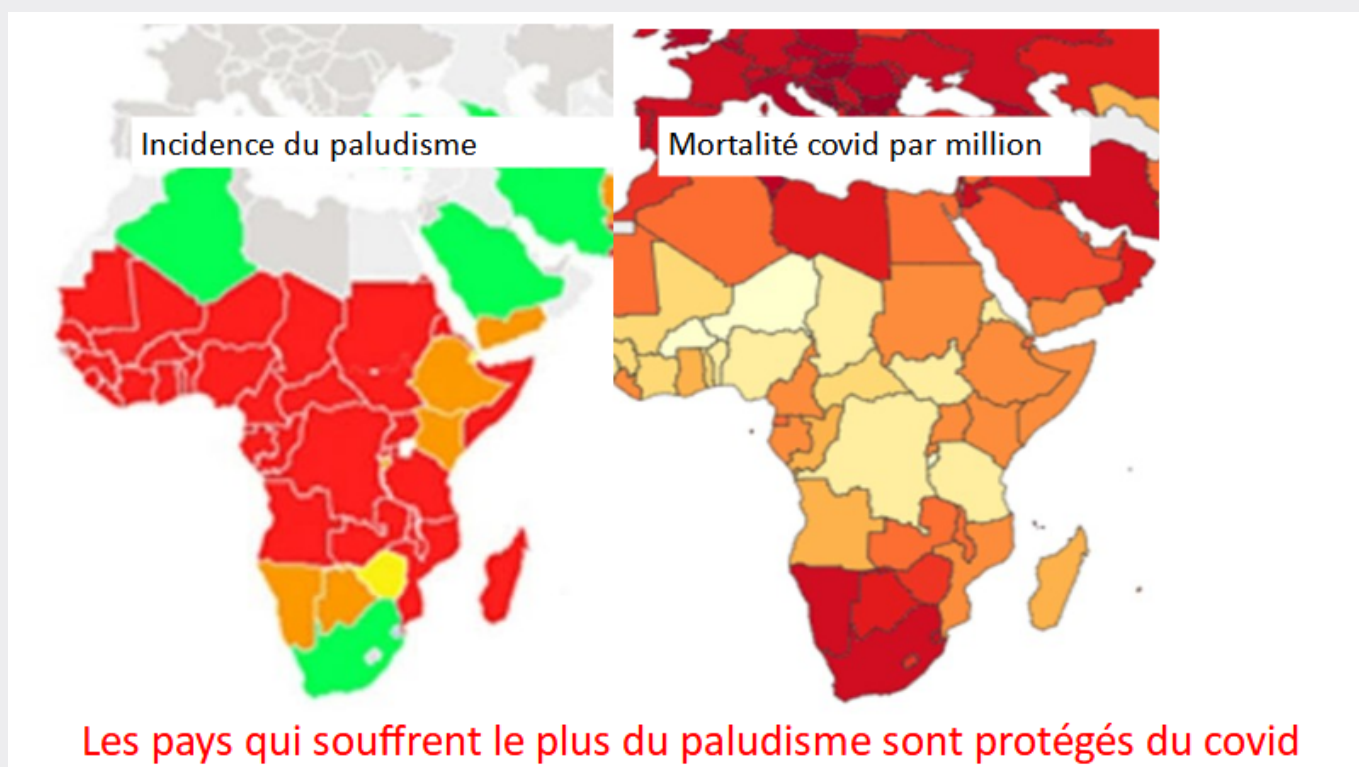 Incidence du paludisme
Mortalité covid par million
Les pays qui souffrent le plus du paludisme sont protégés du covid